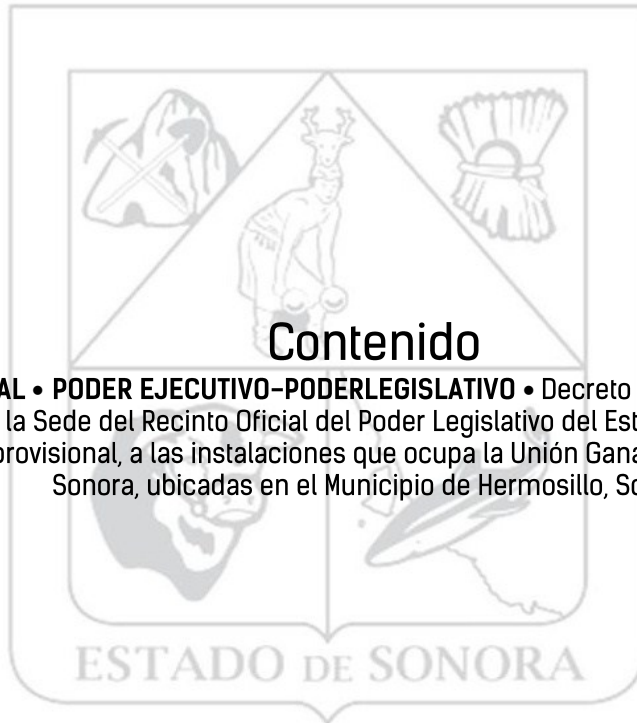 Contenido
AL • PODER EJECUTIVO-PODERLEGISLATIVO • Decreto
la Sede del Recinto Oficial del Poder Legislativo del Est
provisional, a las instalaciones que ocupa la Unión Gana
Sonora, ubicadas en el Municipio de Hermosillo, So
ESTADO DE SONORA